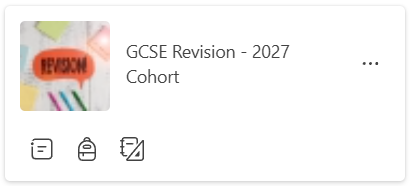 REVISION!
GCSE Revision - 2027
Cohort